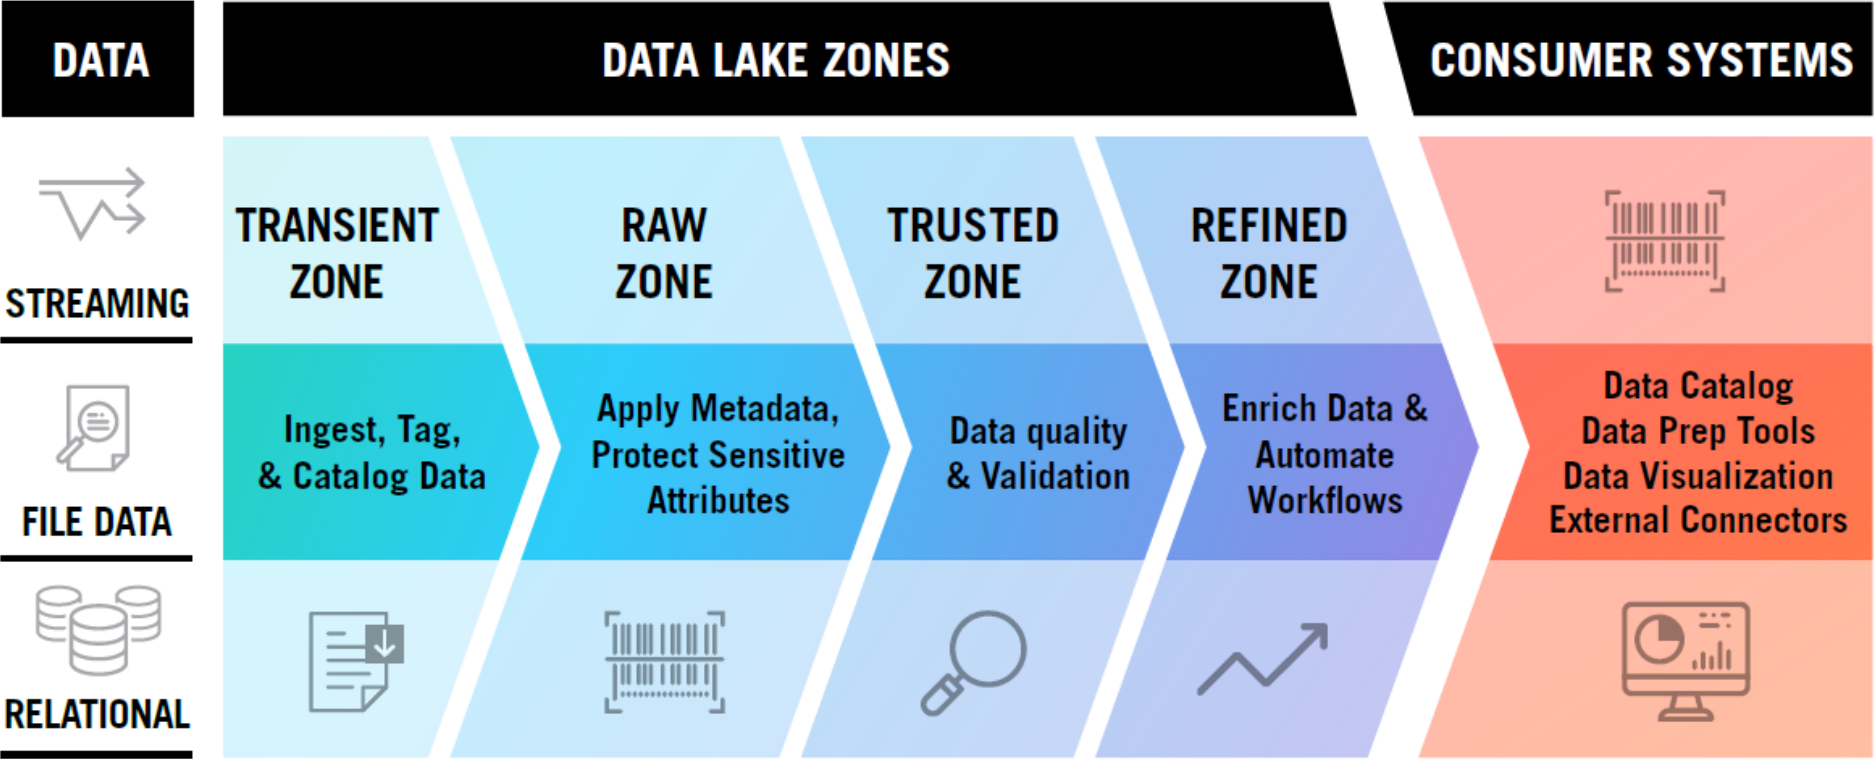 DATA
DATA LAKE ZONES
CONSUMER SYSTEMS
STREAMING
FILE DATA
RELATIONAL
TRANSIENT
ZONE
Ingest, Tag,
& Catalog Data
RAW
ZONE
Apply Metadata,
Protect Sensitive
Attributes
TRUSTED
ZONE
Data quality
& Validation
REFINED
ZONE
Enrich Data &
Automate
Workflows
Data Catalog
Data Prep Tools
Data Visualization
External Connectors